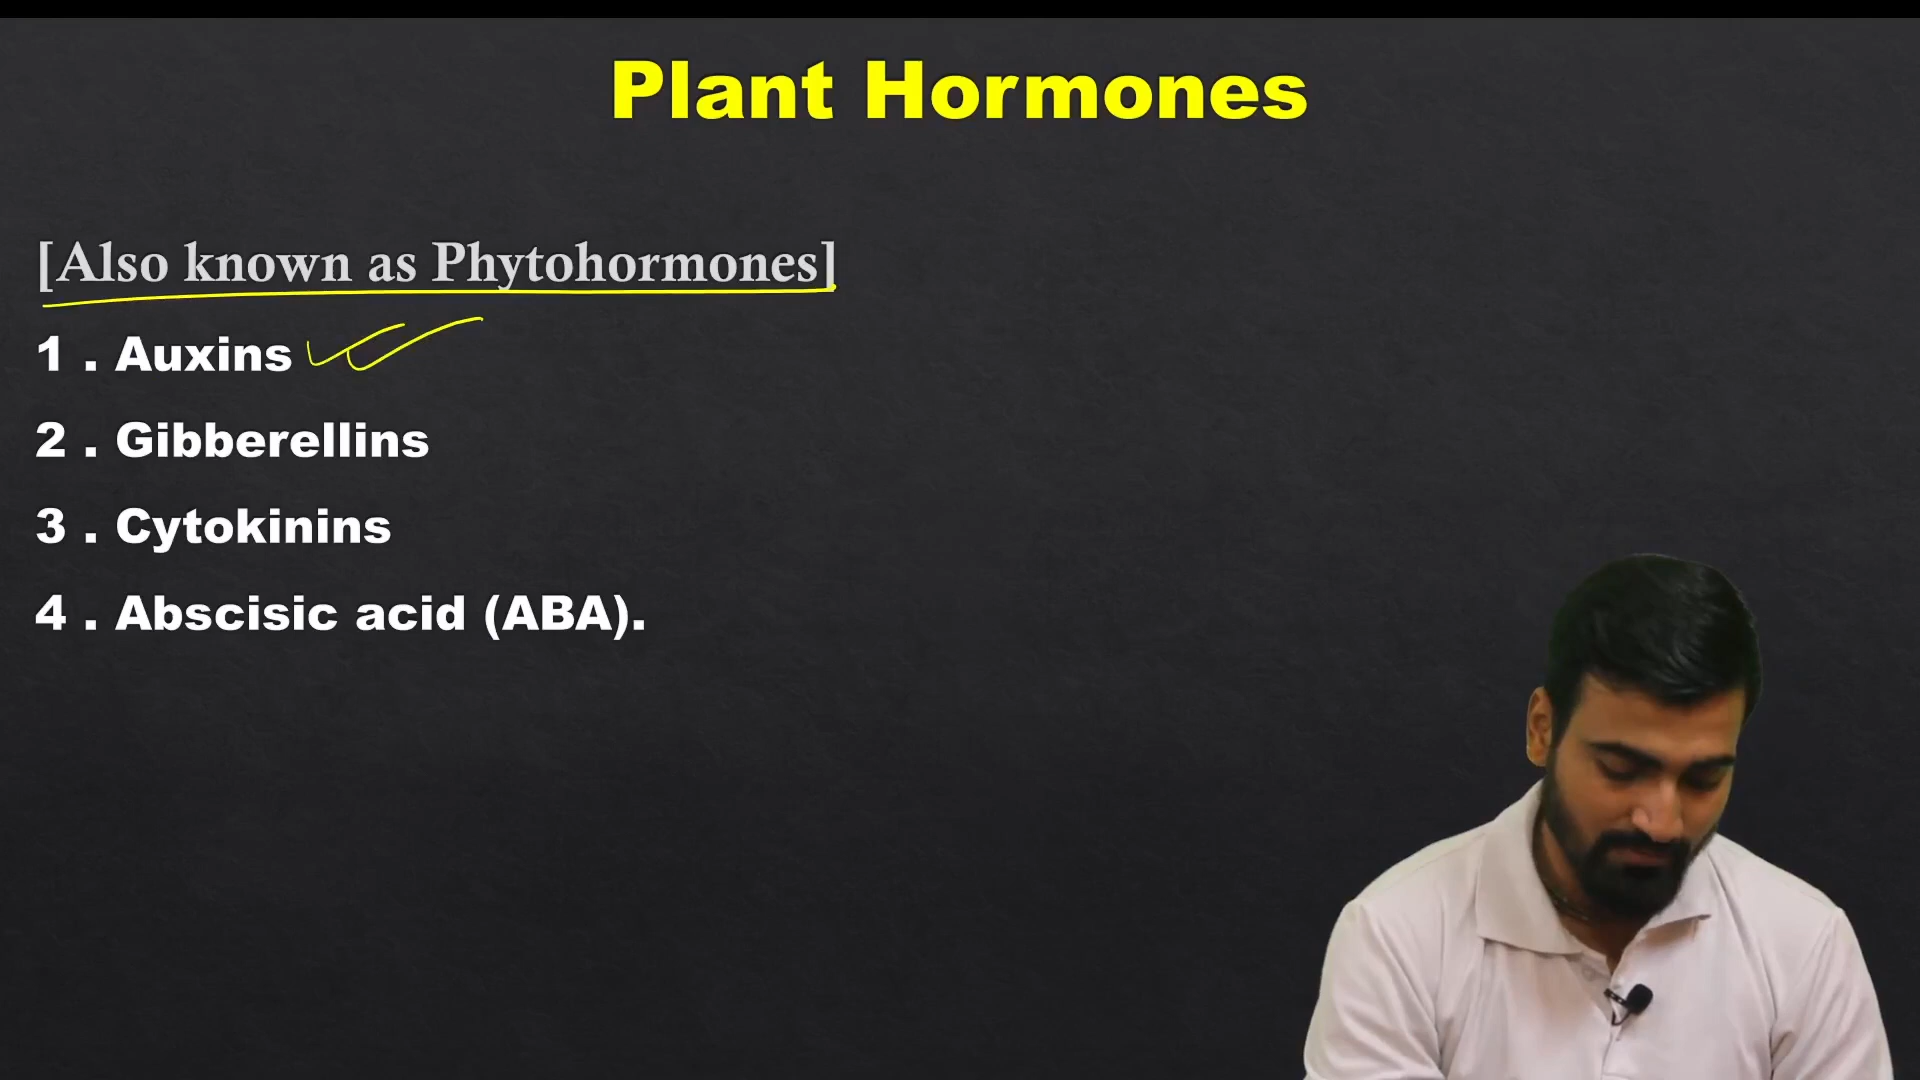 Plant Hormones
[Also known as Phytohormones]
1 . Auxins
2 . Gibberellins
3 . Cytokinins
4 . Abscisic acid (ABA).